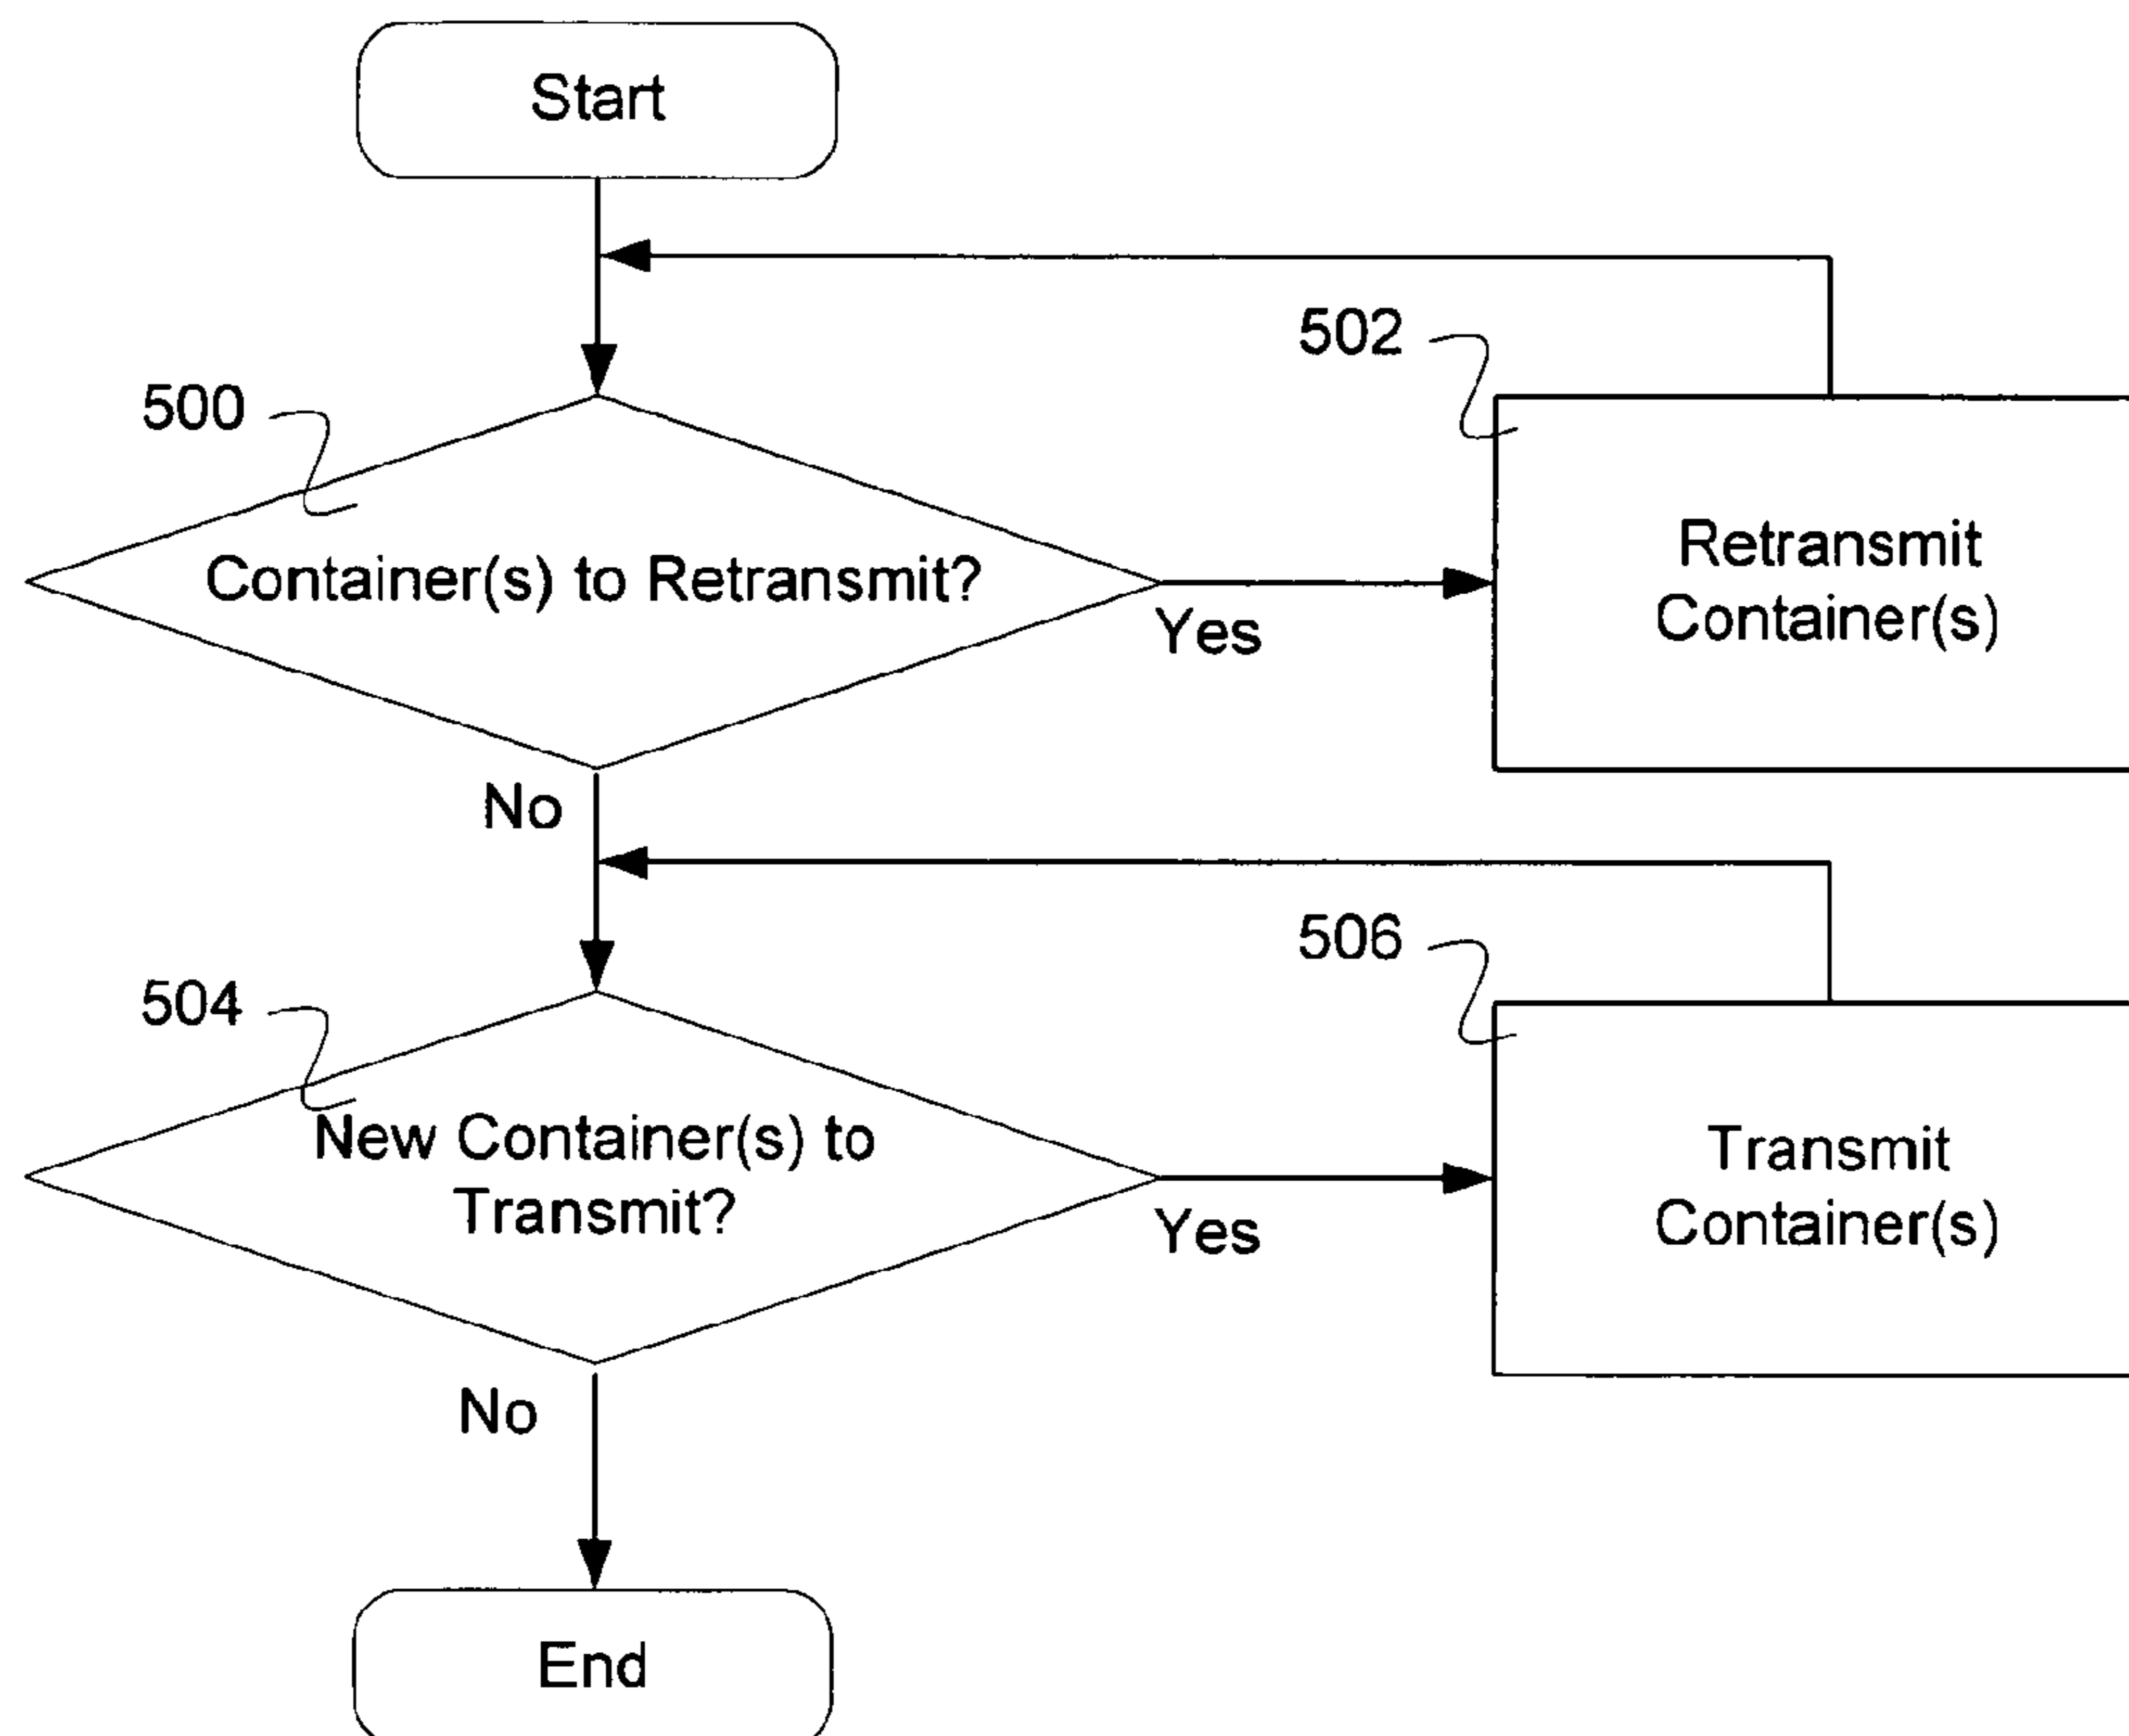 Start
502
500
Retransmit
Container(s)
Container(s) to Retransmit?
Yes
No
506
504
New Container(s) to
Transmit?
Transmit
Container(s)
Yes
No
End